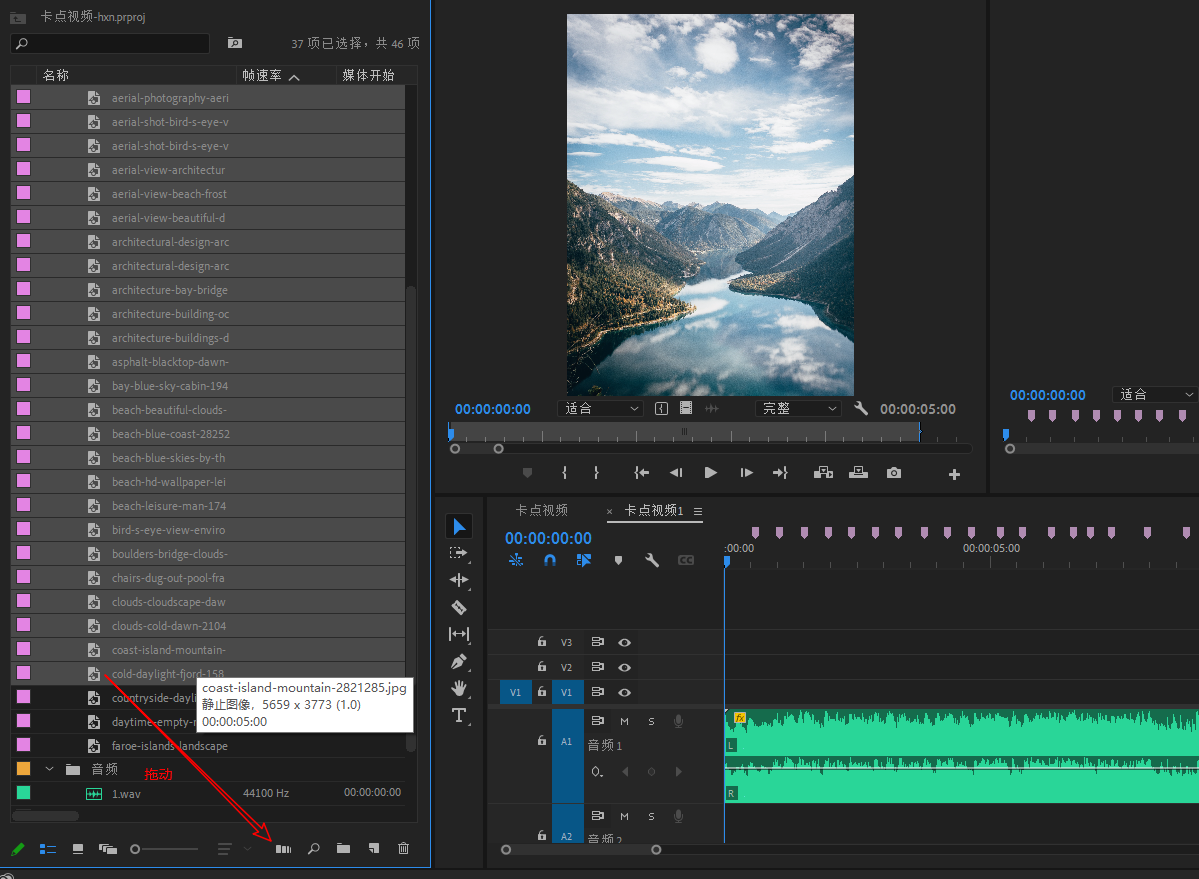 卡点视频-hxn.prproj
37 项已选择，共 46 项
名称 帧速率 媒体开始
aerial-photography-aeri
aerial-shot-bird-s-eye-v
aerial-shot-bird-s-eye-v
aerial-view-architectur
aerial-view-beach-frost
aerial-view-beautiful-d
architectural-design-arc
architectural-design-arc
architecture-bay-bridge
architecture-building-oc
architecture-buildings-d
asphalt-blacktop-dawn-
bay-blue-sky-cabin-194
beach-beautiful-clouds-
beach-blue-coast-28252
beach-blue-skies-by-th
beach-hd-wallpaper-lei
beach-leisure-man-174
bird-s-eye-view-enviro
boulders-bridge-clouds-
chairs-dug-out-pool-fra
clouds-cloudscape-daw
clouds-cold-dawn-2104
coast-island-mountain-
cold-daylight-fjord-158
countryside-dayli
daytime-empty-r
faroe-islands-landscape
coast-island-mountain-2821285.jpg
静止图像，5659 x 3773 (1.0)
00:00:05:00
音频
拖动
1.wav 44100 Hz 00:00:00:00
00:00:00:00 适合 完整 00:00:05:00
00:00:00:00 适合
卡点视频 × 卡点视频1
00:00:00:00
:00:00 00:00:05:00
V3
V2
V1 V1
A1 M S
音频 1
fx
L
R
A2 M S
音频 2